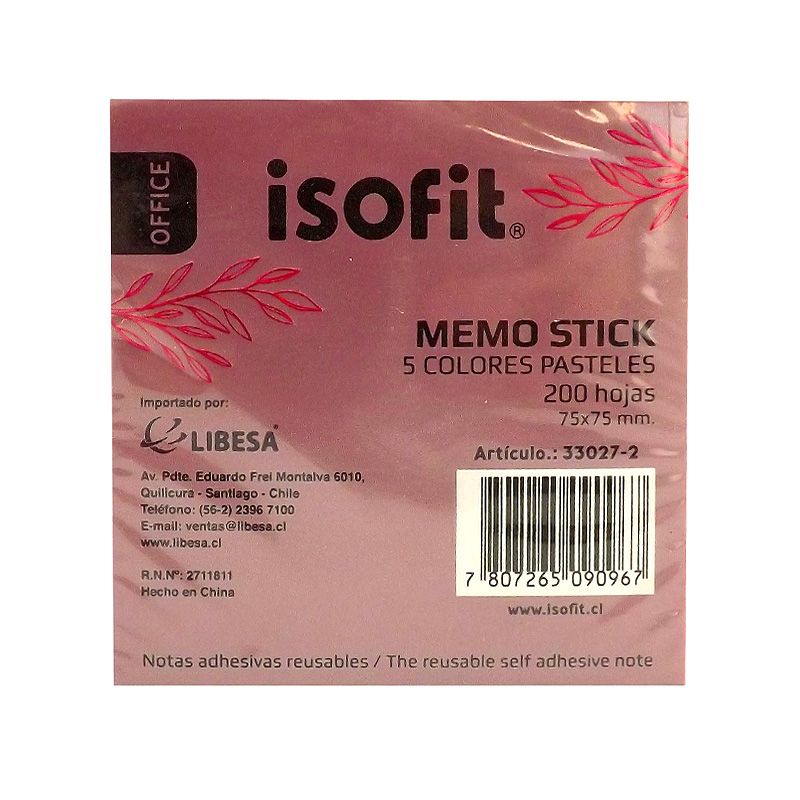 OFFICE
isofit®
MEMO STICK
5 COLORES PASTELES
200 hojas
75x75 mm.
Importado por:
LIBESA®
Av. Pdte. Eduardo Frei Montalva 6010,
Quilicura - Santiago - Chile
Teléfono: (56-2) 2396 7100
E-mail: ventas@libesa.cl
www.libesa.cl
R.N.Nº: 2711811
Hecho en China
Artículo.: 33027-2
7 807265 090967
www.isofit.cl
Notas adhesivas reusables / The reusable self adhesive note